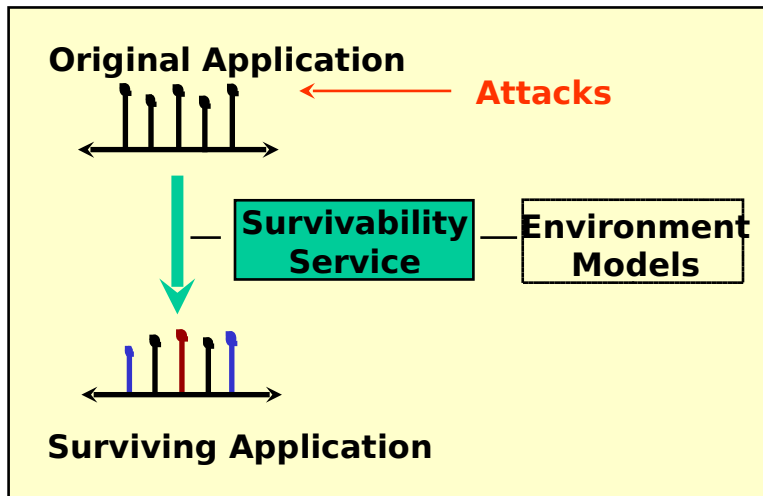 Original Application
Attacks
Survivability
Service
Environment
Models
Surviving Application